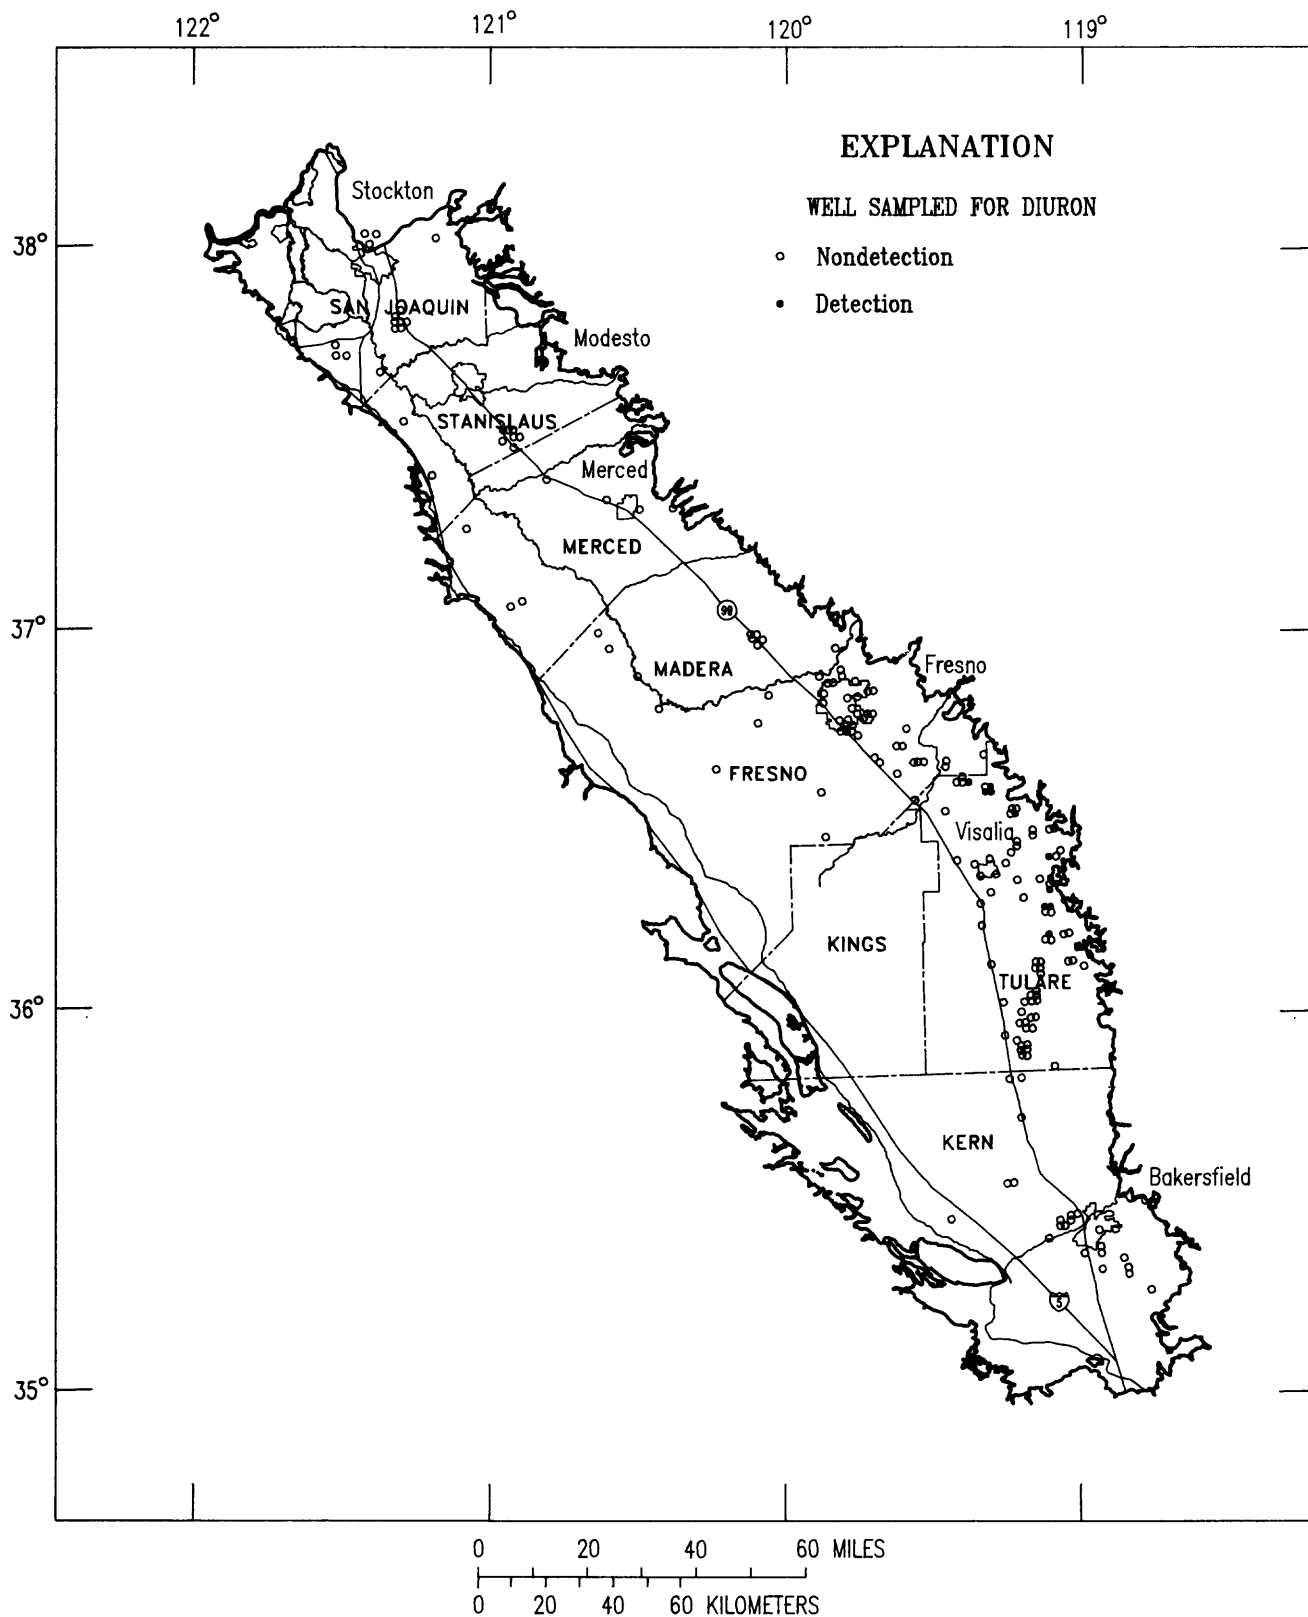 122° 121° 120° 119°
EXPLANATION
WELL SAMPLED FOR DIURON
Nondetection
Detection
Stockton
38°
SAN JOAQUIN
Modesto
STANISLAUS
Merced
MERCED
99
37°
MADERA
Fresno
FRESNO
Visalia
KINGS
TULARE
36°
KERN
Bakersfield
5
35°
0 20 40 60 MILES
0 20 40 60 KILOMETERS